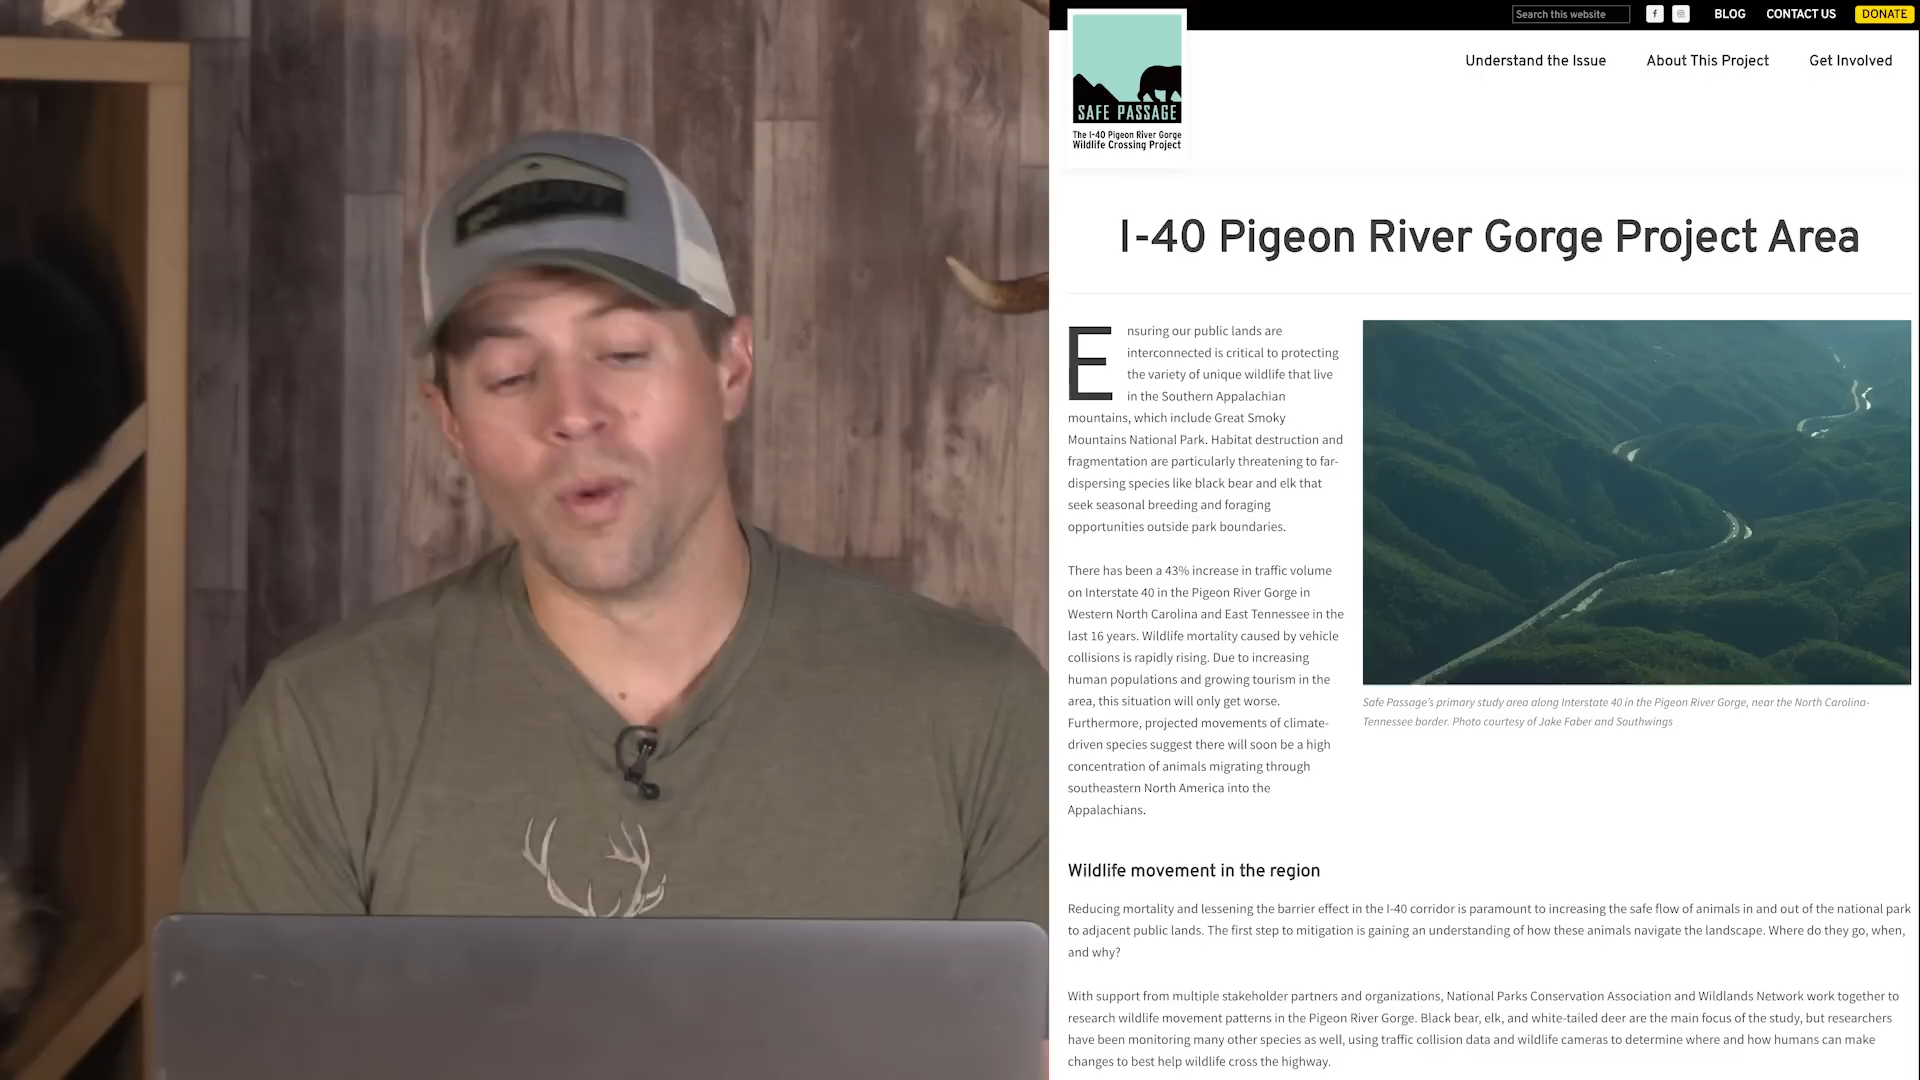 Search this website
f
BLOG
CONTACT US
DONATE
SAFE PASSAGE
The I-40 Pigeon River Gorge
Wildlife Crossing Project
Understand the Issue
About This Project
Get Involved
I-40 Pigeon River Gorge Project Area
Ensuring our public lands are
interconnected is critical to protecting
the variety of unique wildlife that live
in the Southern Appalachian
mountains, which include Great Smoky
Mountains National Park. Habitat destruction and
fragmentation are particularly threatening to far-
dispersing species like black bear and elk that
seek seasonal breeding and foraging
opportunities outside park boundaries.
There has been a 43% increase in traffic volume
on Interstate 40 in the Pigeon River Gorge in
Western North Carolina and East Tennessee in the
last 16 years. Wildlife mortality caused by vehicle
collisions is rapidly rising. Due to increasing
human populations and growing tourism in the
area, this situation will only get worse.
Furthermore, projected movements of climate-
driven species suggest there will soon be a high
concentration of animals migrating through
southeastern North America into the
Appalachians.
Safe Passage's primary study area along Interstate 40 in the Pigeon River Gorge, near the North Carolina-
Tennessee border. Photo courtesy of Jake Faber and Southwings
Wildlife movement in the region
Reducing mortality and lessening the barrier effect in the I-40 corridor is paramount to increasing the safe flow of animals in and out of the national park
to adjacent public lands. The first step to mitigation is gaining an understanding of how these animals navigate the landscape. Where do they go, when,
and why?
With support from multiple stakeholder partners and organizations, National Parks Conservation Association and Wildlands Network work together to
research wildlife movement patterns in the Pigeon River Gorge. Black bear, elk, and white-tailed deer are the main focus of the study, but researchers
have been monitoring many other species as well, using traffic collision data and wildlife cameras to determine where and how humans can make
changes to best help wildlife cross the highway.